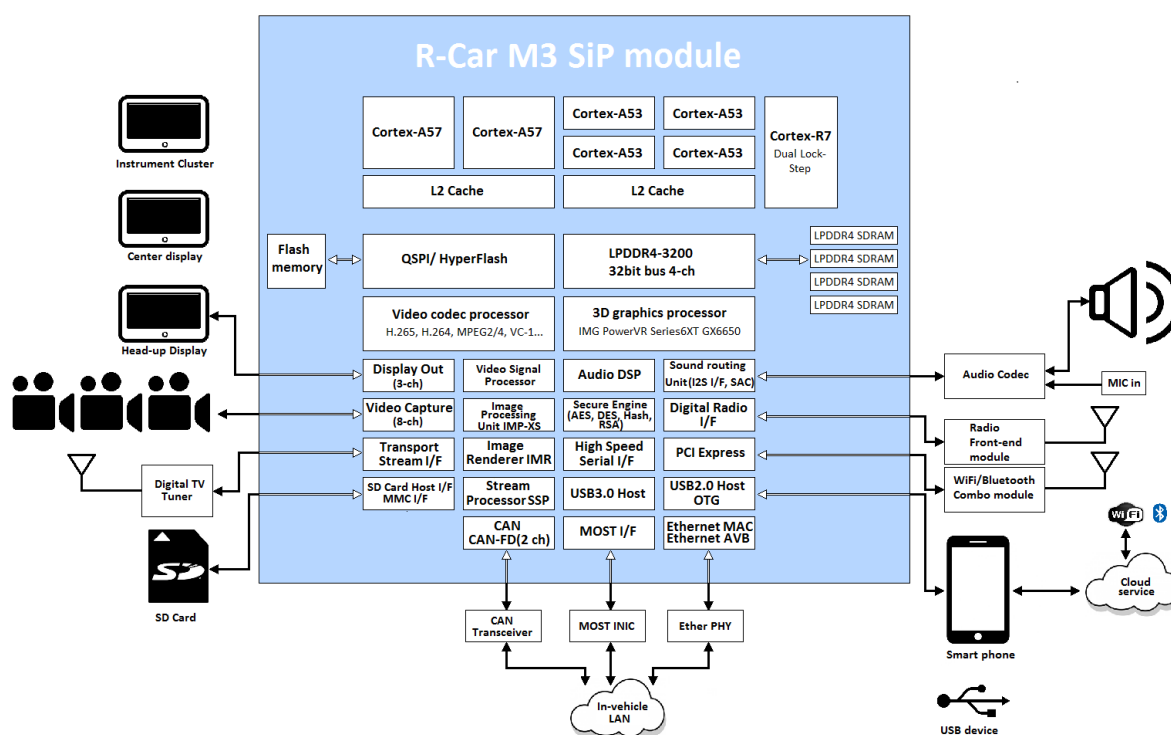 R-Car M3 SiP module
Instrument Cluster
Center display
Head-up Display
Cortex-A57
Cortex-A57
Cortex-A53
Cortex-A53
Cortex-A53
Cortex-A53
Cortex-R7
Dual Lock-
Step
L2 Cache
L2 Cache
Flash
memory
QSPI/ HyperFlash
LPDDR4-3200
32bit bus 4-ch
LPDDR4 SDRAM
LPDDR4 SDRAM
LPDDR4 SDRAM
LPDDR4 SDRAM
Video codec processor
H.265, H.264, MPEG2/4, VC-1...
3D graphics processor
IMG PowerVR Series6XT GX6650
Display Out
(3-ch)
Video Signal
Processor
Audio DSP
Sound routing
Unit(I2S I/F, SAC)
Video Capture
(8-ch)
Image
Processing
Unit IMP-XS
Secure Engine
(AES, DES, Hash,
RSA)
Digital Radio
I/F
Transport
Stream I/F
Image
Renderer IMR
High Speed
Serial I/F
PCI Express
SD Card Host I/F
MMC I/F
Stream
Processor SSP
USB3.0 Host
USB2.0 Host
OTG
CAN
CAN-FD(2 ch)
MOST I/F
Ethernet MAC
Ethernet AVB
Digital TV
Tuner
SD
SD Card
Audio Codec
MIC in
Radio
Front-end
module
WiFi/Bluetooth
Combo module
Wi Fi
Cloud
service
Smart phone
USB device
CAN
Transceiver
MOST INIC
Ether PHY
In-vehicle
LAN